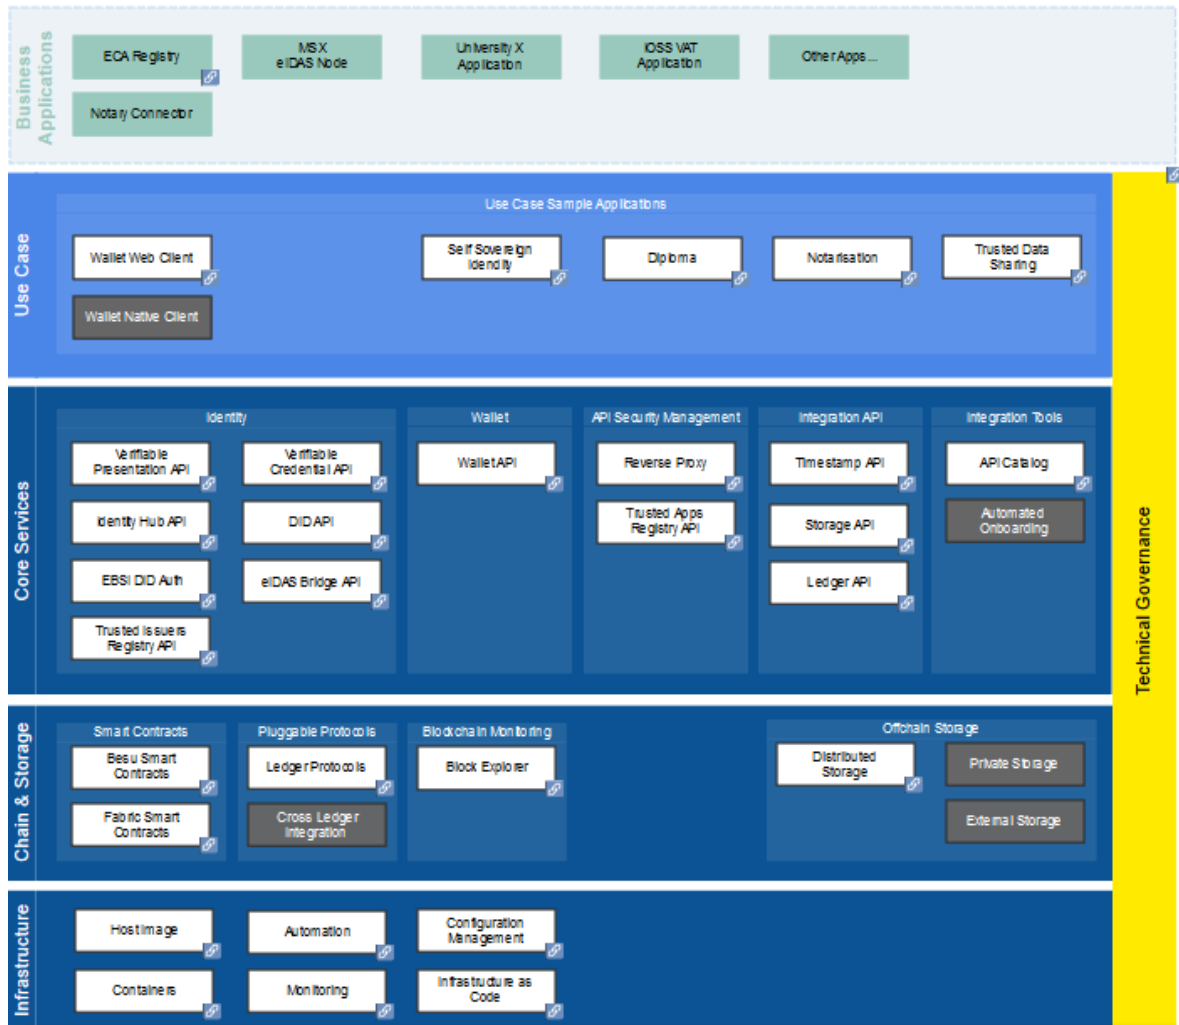 Business
Applications
ECA Registry
MSX
eIDAS Node
University X
Application
IOSS VAT
Application
Other Apps...
Notary Connector
Use Case
Use Case Sample Applications
Wallet Web Client
Self Sovereign
Identity
Diploma
Notarisation
Trusted Data
Sharing
Wallet Native Client
Core Services
Identity
Wallet
API Security Management
Integration API
Integration Tools
Verifiable
Presentation API
Verifiable
Credential API
Wallet API
Reverse Proxy
Timestamp API
API Catalog
Identity Hub API
DID API
Trusted Apps
Registry API
Storage API
Automated
Onboarding
EBSI DID Auth
eIDAS Bridge API
Ledger API
Trusted Issuers
Registry API
Technical Governance
Chain & Storage
Smart Contracts
Pluggable Protocols
Blockchain Monitoring
Offchain Storage
Besu Smart
Contracts
Ledger Protocols
Block Explorer
Distributed
Storage
Private Storage
Fabric Smart
Contracts
Cross Ledger
Integration
External Storage
Infrastructure
Host Image
Automation
Configuration
Management
Containers
Monitoring
Infrastructure as
Code